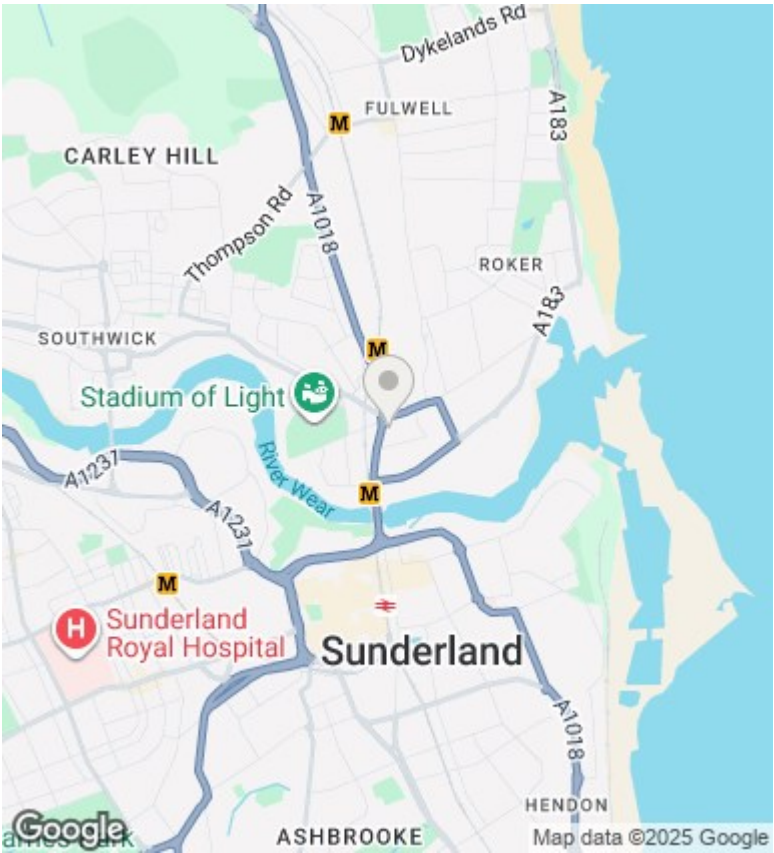 Dykelands Rd
FULWELL
A183
M
CARLEY HILL
Thompson Rd
A1018
ROKER
A183
SOUTHWICK
M
Stadium of Light
River Wear
A1231
A1231
M
M
H
Sunderland
Royal Hospital
Sunderland
A1018
HENDON
Google
Park
ASHBROOKE
Map data ©2025 Google